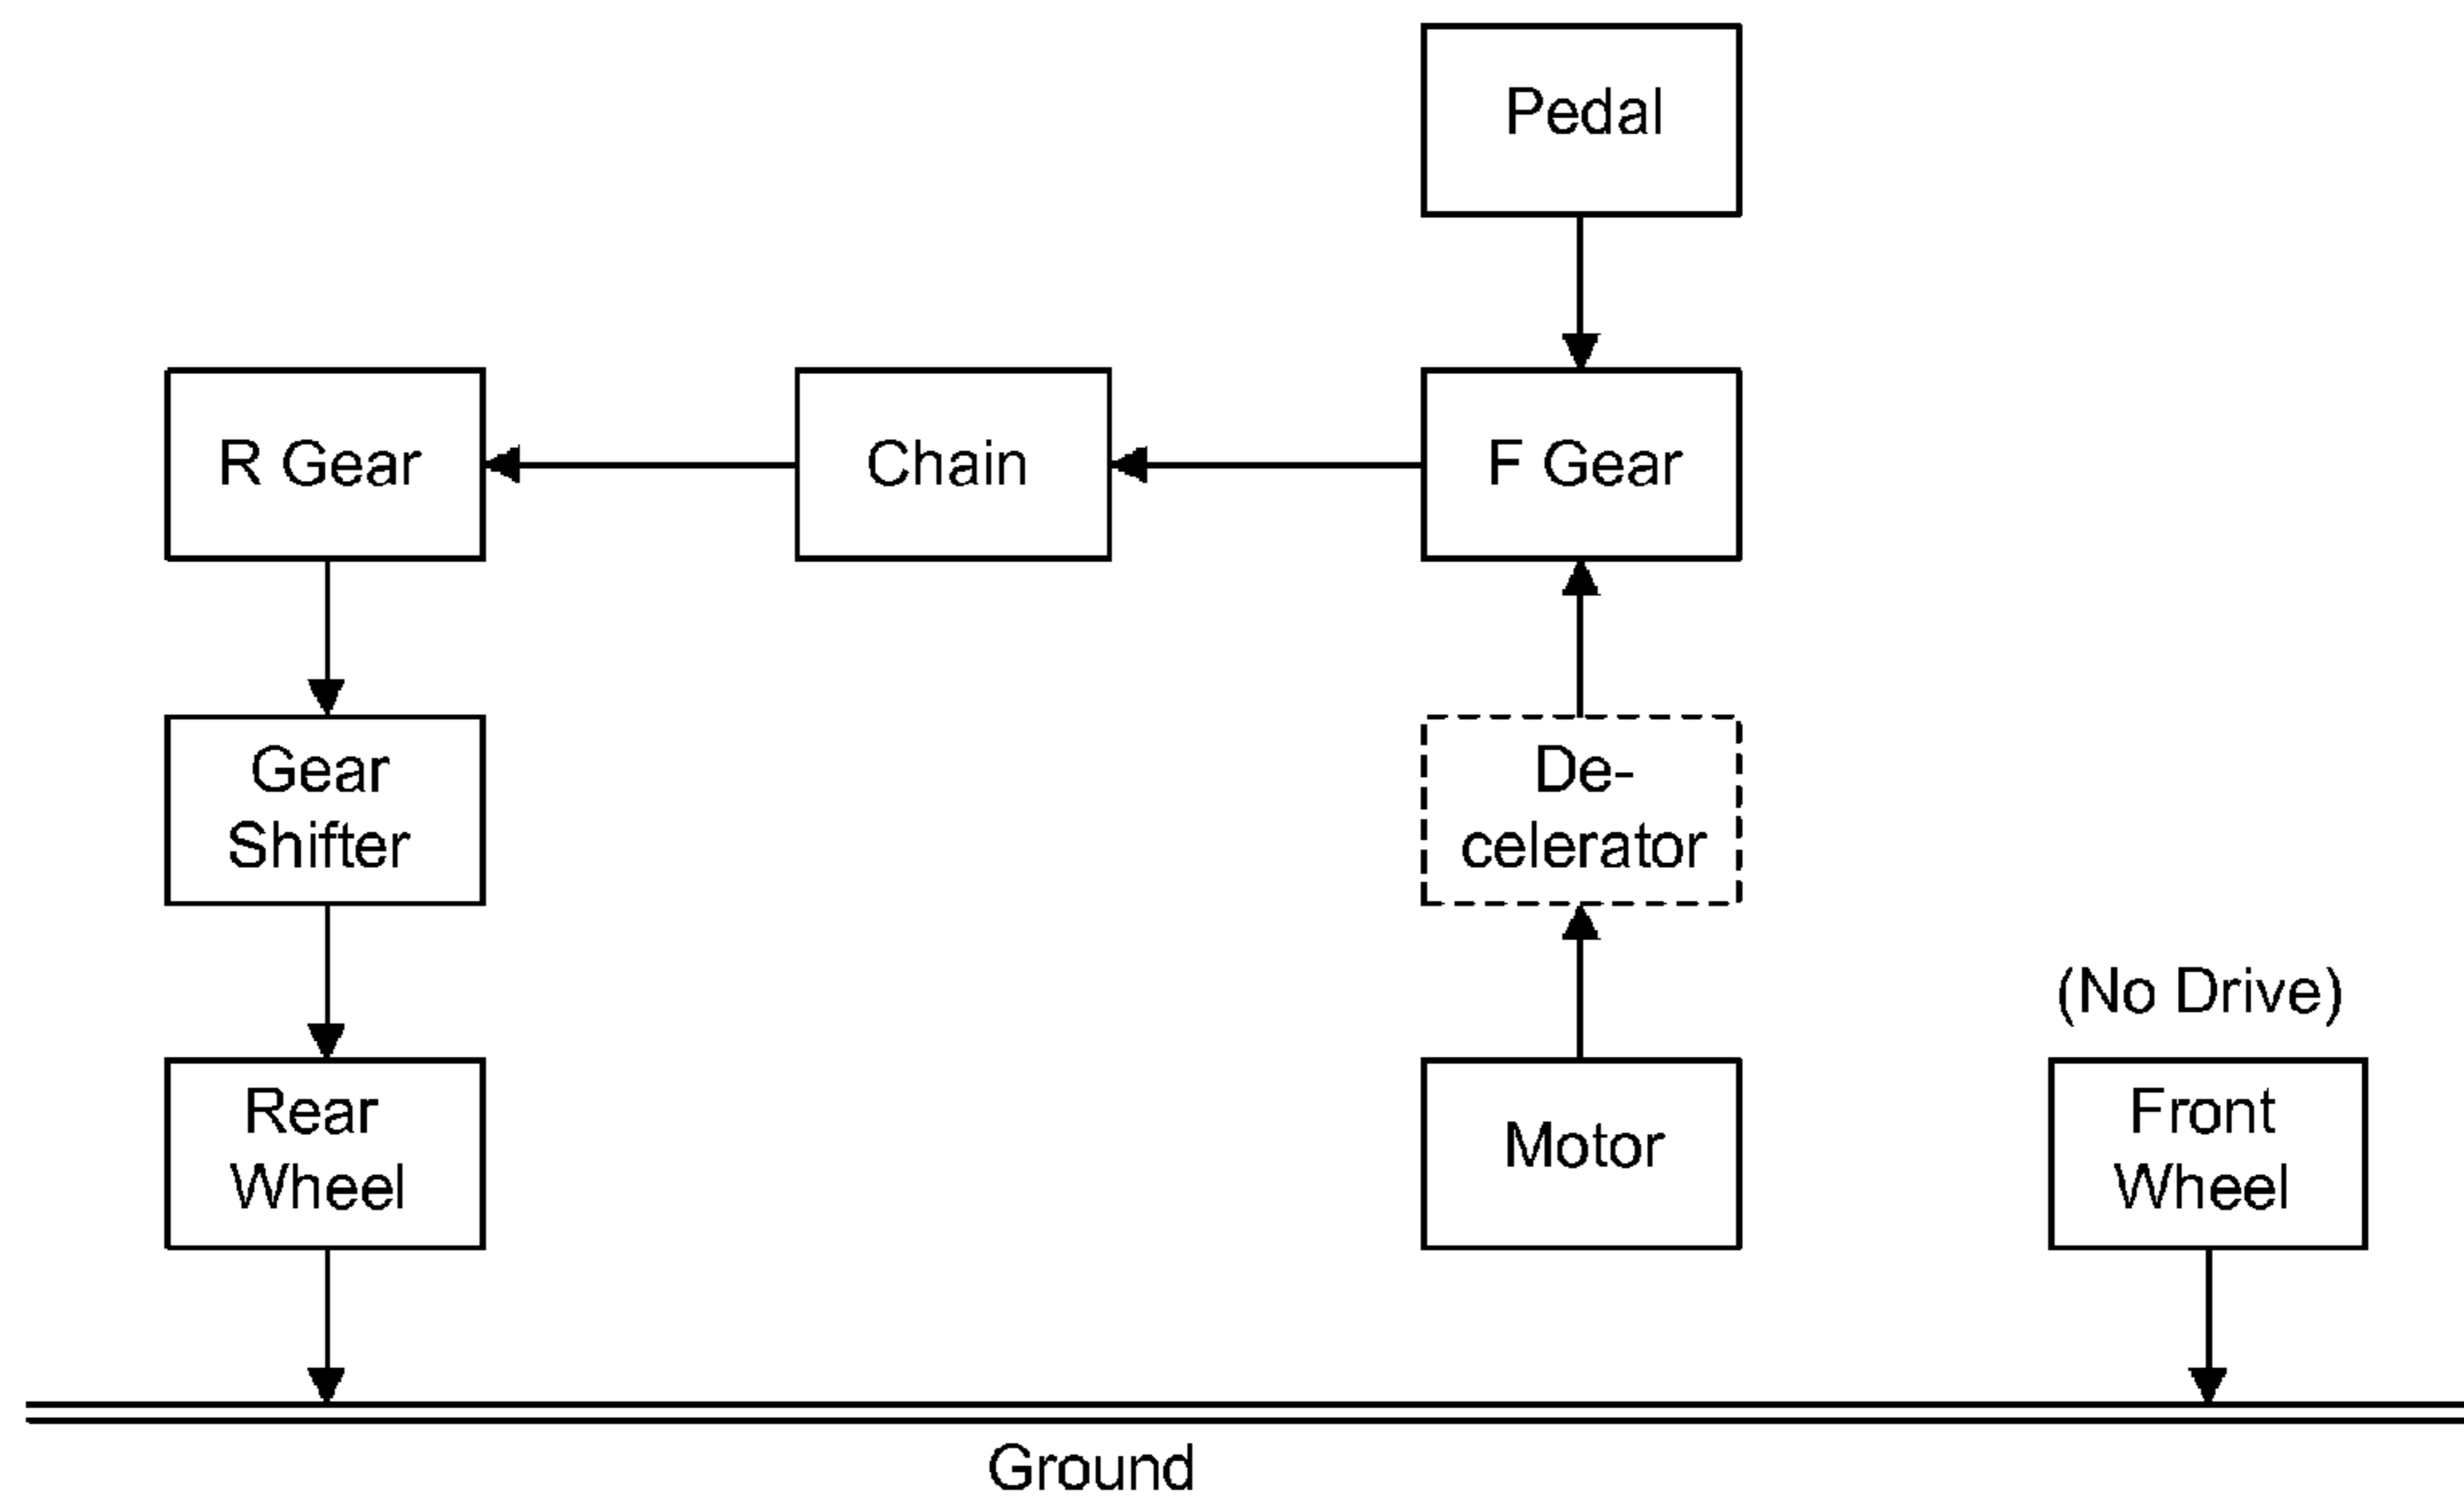 Pedal
R Gear
Chain
F Gear
Gear
Shifter
De-
celerator
(No Drive)
Rear
Wheel
Motor
Front
Wheel
Ground